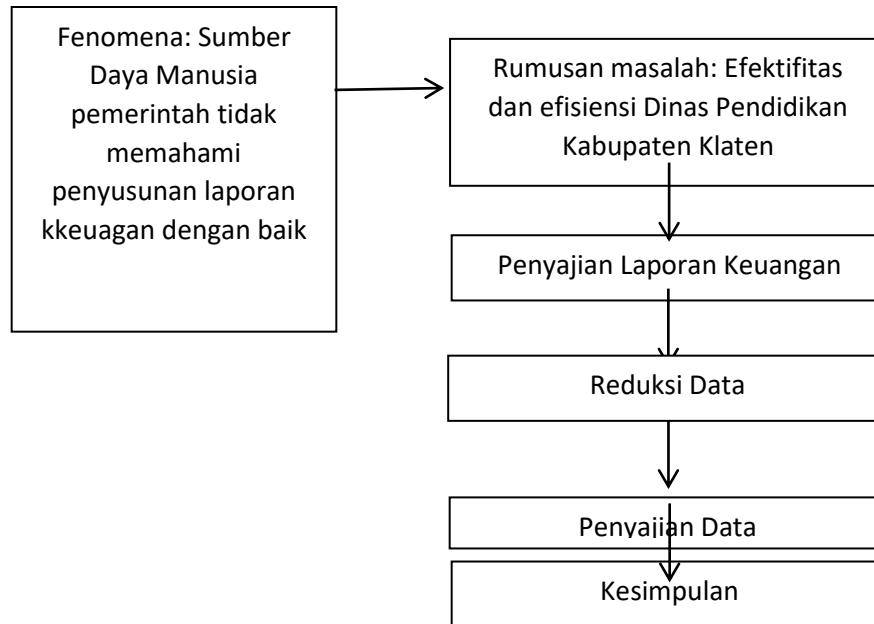 Fenomena: Sumber
Daya Manusia
pemerintah tidak
memahami
penyusunan laporan
kkeuagan dengan baik
Rumusan masalah: Efektifitas
dan efisiensi Dinas Pendidikan
Kabupaten Klaten
Penyajian Laporan Keuangan
Reduksi Data
Penyajian Data
Kesimpulan